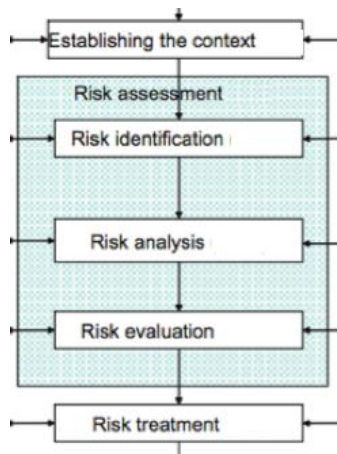 Establishing the context
Risk assessment
Risk identification
Risk analysis
Risk evaluation
Risk treatment